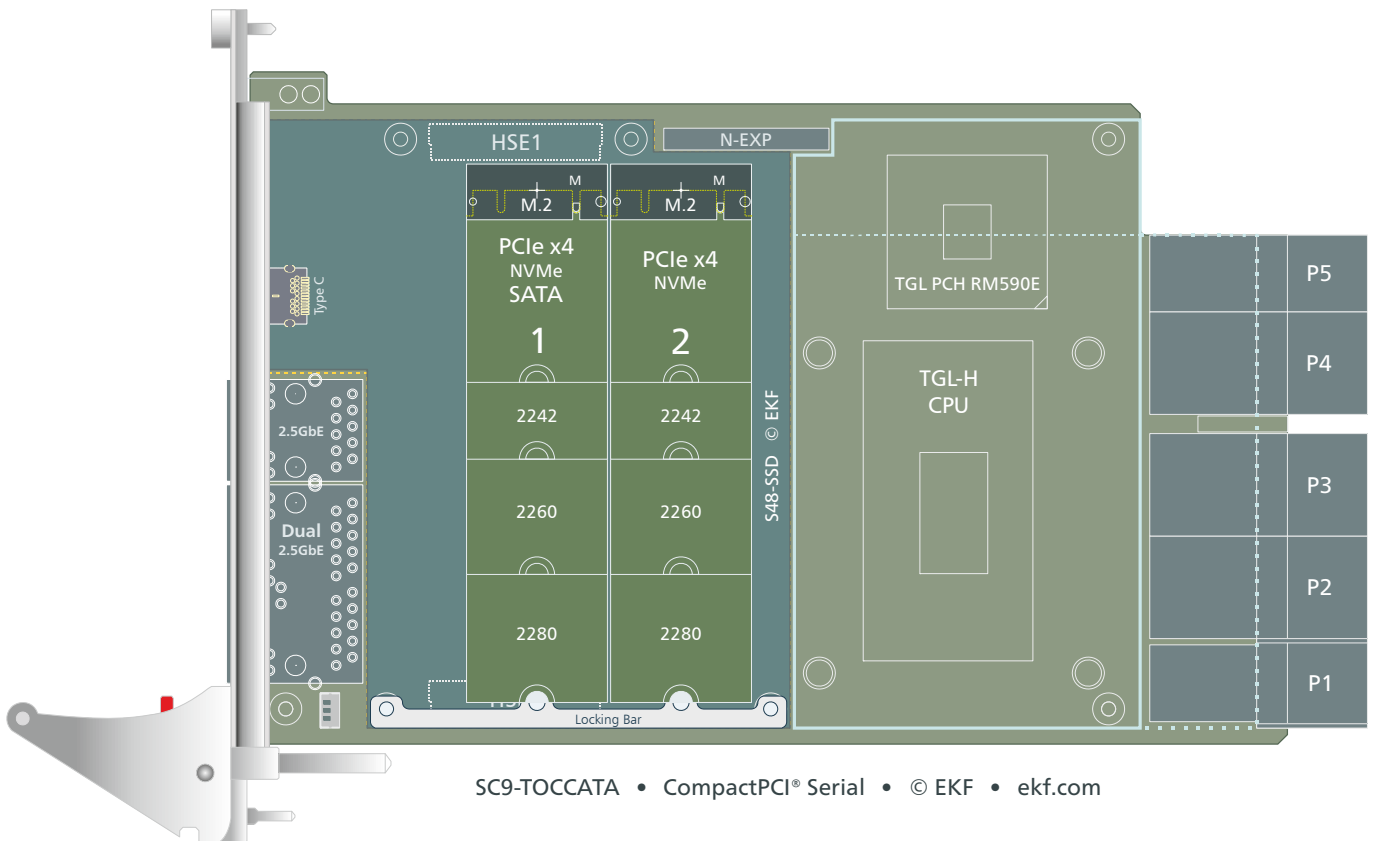 HSE1
N-EXP
M
M.2
M
M.2
PCIe x4
NVMe
SATA
1
PCIe x4
NVMe
2
2242
2242
2260
2260
2280
2280
Type C
2.5GbE
Dual
2.5GbE
S48-SSD © EKF
TGL PCH RM590E
TGL-H
CPU
P5
P4
P3
P2
P1
Locking Bar
SC9-TOCCATA • CompactPCI® Serial • © EKF • ekf.com